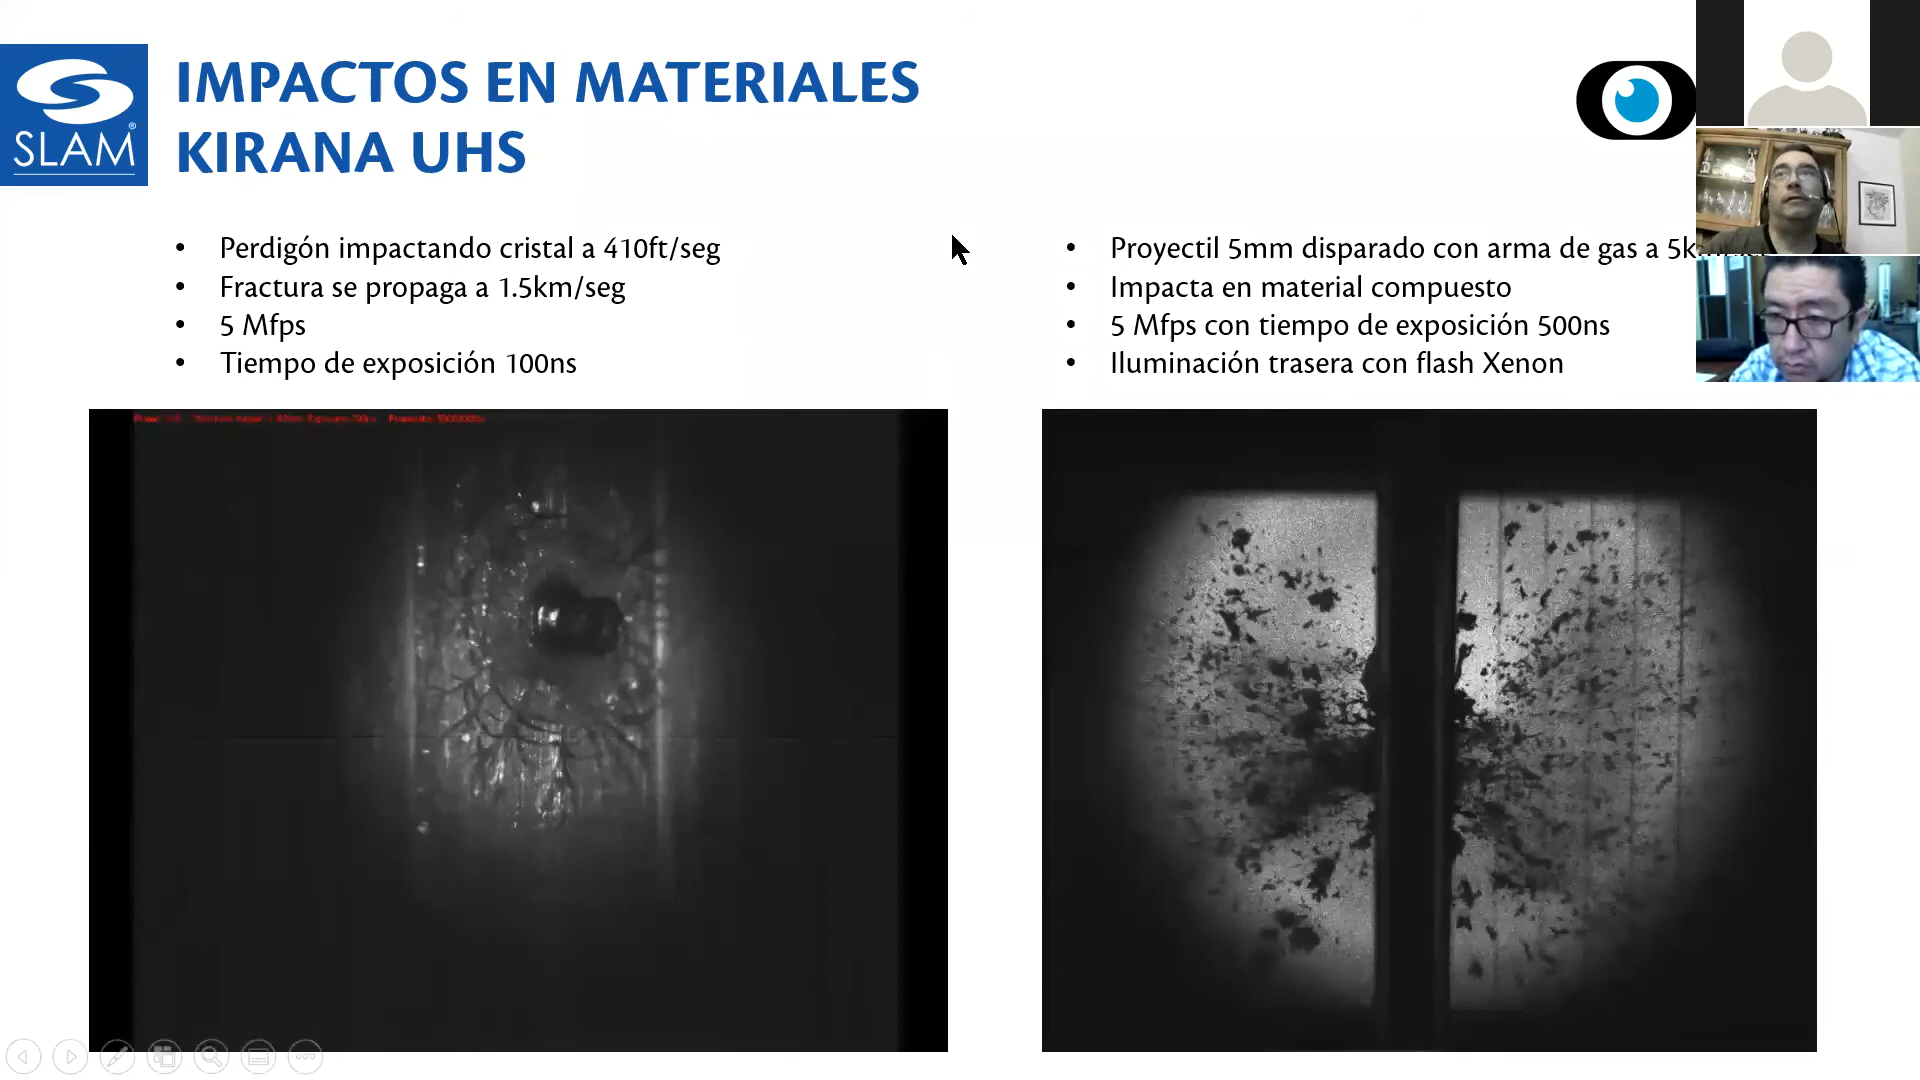 SLAM®
IMPACTOS EN MATERIALES
KIRANA UHS
• Perdigón impactando cristal a 410ft/seg
• Fractura se propaga a 1.5km/seg
• 5 Mfps
• Tiempo de exposición 100ns
• Proyectil 5mm disparado con arma de gas a
• Impacta en material compuesto
• 5 Mfps con tiempo de exposición 500ns
• Iluminación trasera con flash Xenon